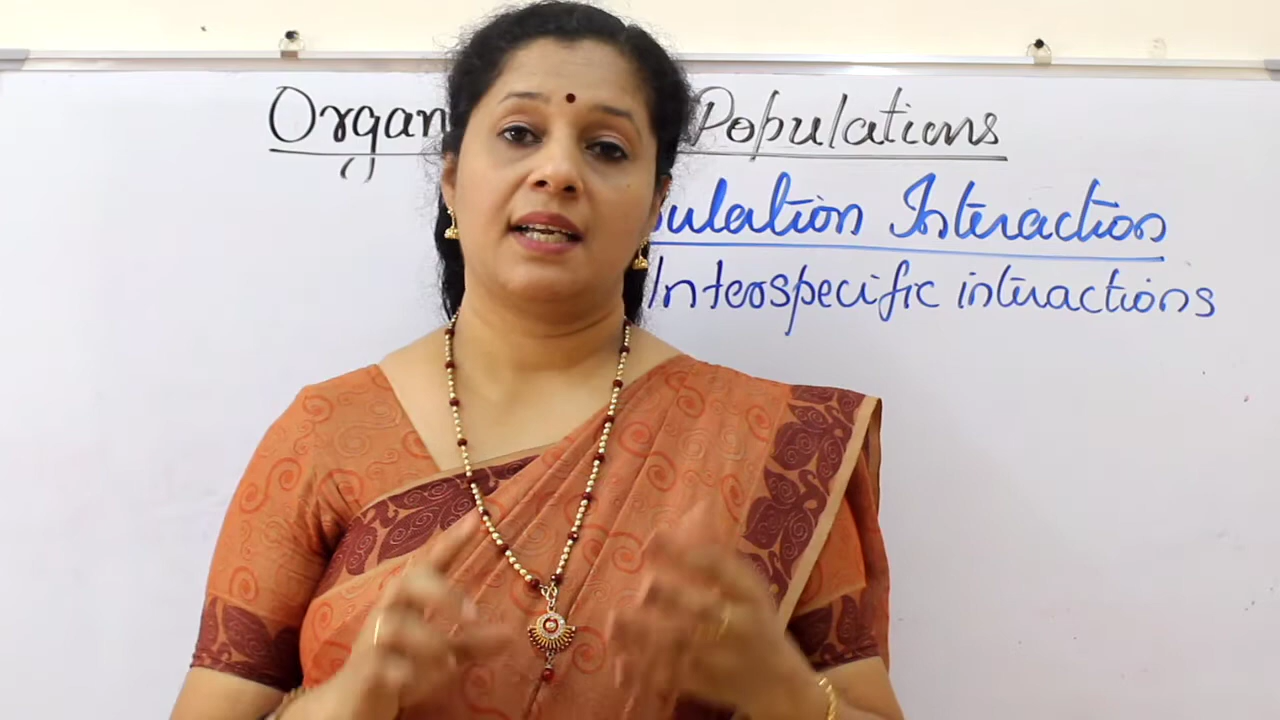 Organ Populations
ulation Interaction
Interspecific interactions